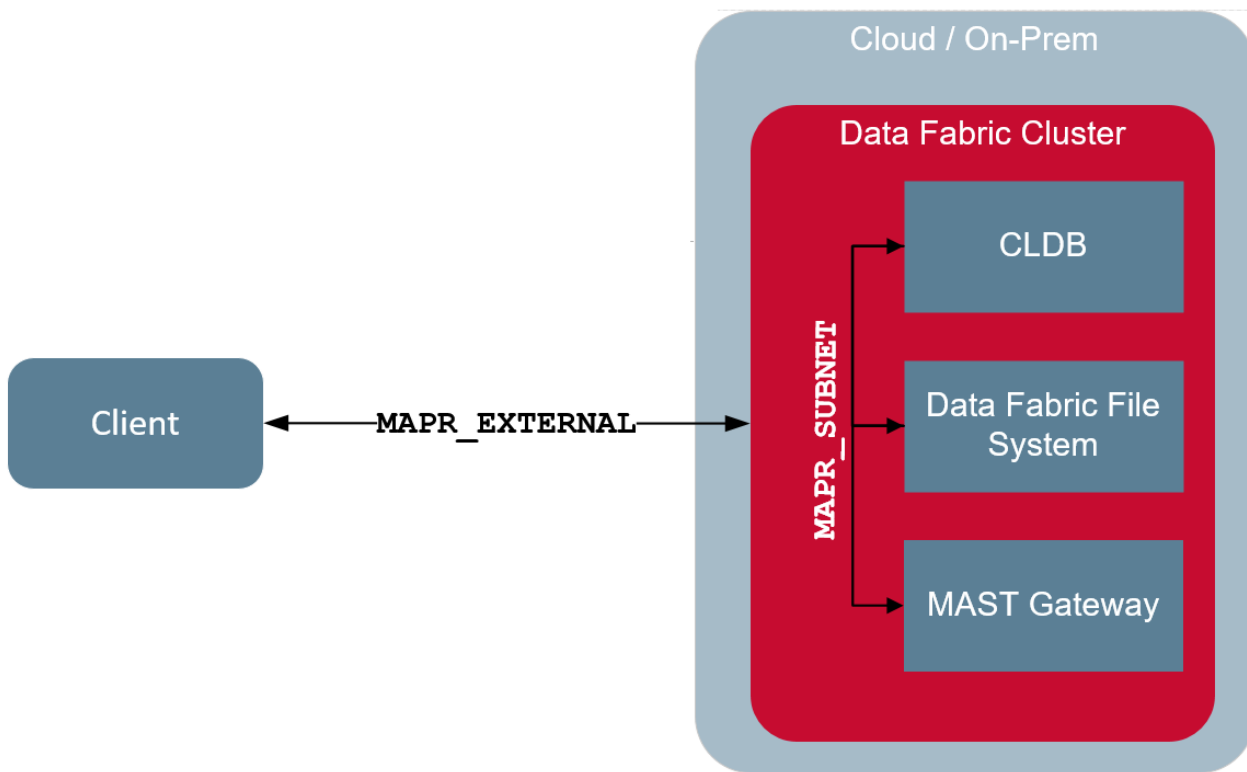 Cloud / On-Prem
Data Fabric Cluster
CLDB
MAPR_SUBNET
Client
MAPR_EXTERNAL
Data Fabric File
System
MAST Gateway